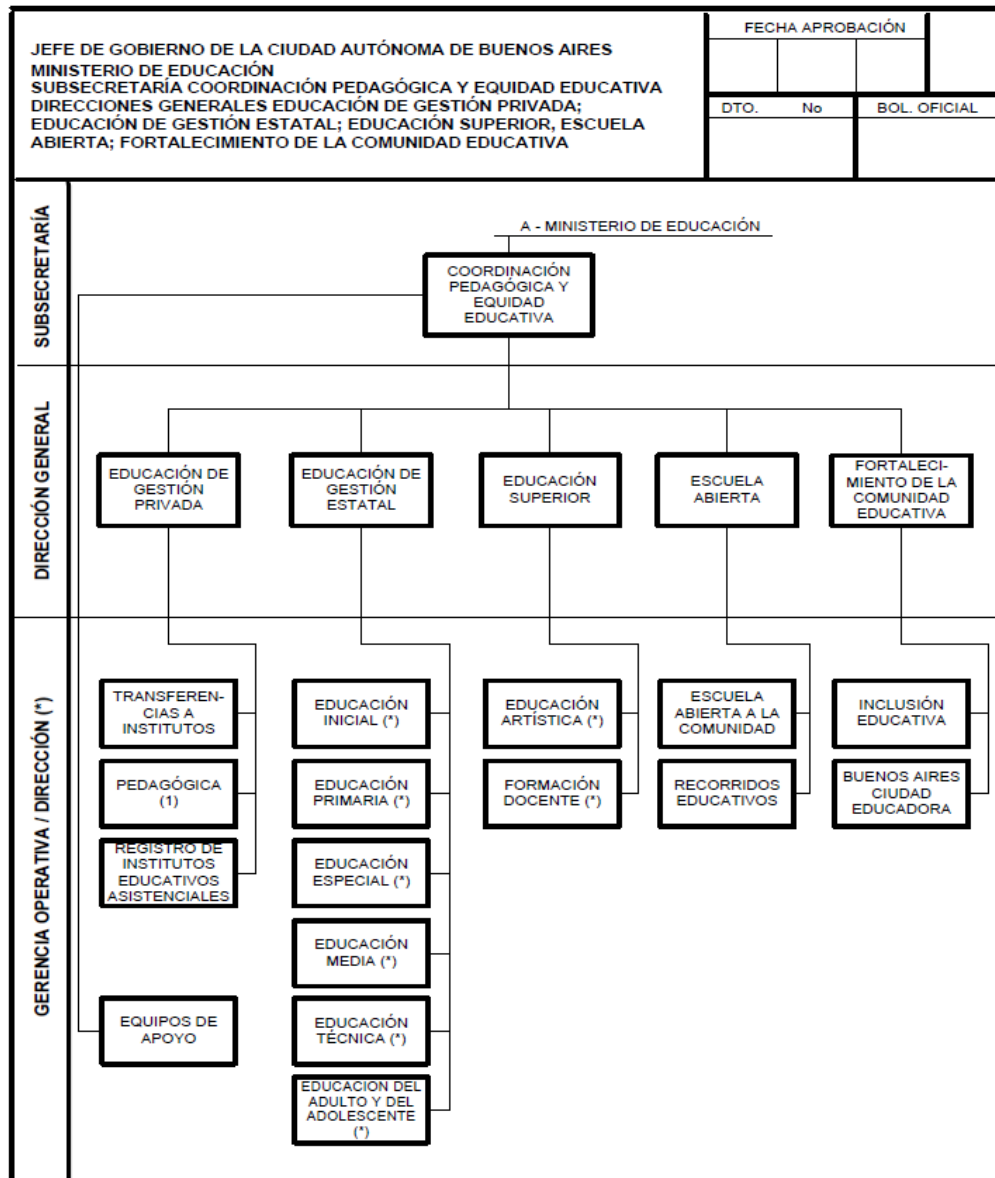 JEFE DE GOBIERNO DE LA CIUDAD AUTÓNOMA DE BUENOS AIRES
MINISTERIO DE EDUCACIÓN
SUBSECRETARÍA COORDINACIÓN PEDAGÓGICA Y EQUIDAD EDUCATIVA
DIRECCIONES GENERALES EDUCACIÓN DE GESTIÓN PRIVADA;
EDUCACIÓN DE GESTIÓN ESTATAL; EDUCACIÓN SUPERIOR, ESCUELA
ABIERTA; FORTALECIMIENTO DE LA COMUNIDAD EDUCATIVA
FECHA APROBACIÓN
DTO. No
BOL. OFICIAL
SUBSECRETARÍA
A - MINISTERIO DE EDUCACIÓN
COORDINACIÓN
PEDAGÓGICA Y
EQUIDAD
EDUCATIVA
DIRECCIÓN GENERAL
EDUCACIÓN DE
GESTIÓN
PRIVADA
EDUCACIÓN DE
GESTIÓN
ESTATAL
EDUCACIÓN
SUPERIOR
ESCUELA
ABIERTA
FORTALECI-
MIENTO DE LA
COMUNIDAD
EDUCATIVA
GERENCIA OPERATIVA / DIRECCIÓN (*)
TRANSFEREN-
CIAS A
INSTITUTOS
PEDAGÓGICA
(1)
REGISTRO DE
INSTITUTOS
EDUCATIVOS
ASISTENCIALES
EQUIPOS DE
APOYO
EDUCACIÓN
INICIAL (*)
EDUCACIÓN
PRIMARIA (*)
EDUCACIÓN
ESPECIAL (*)
EDUCACIÓN
MEDIA (*)
EDUCACIÓN
TÉCNICA (*)
EDUCACION DEL
ADULTO Y DEL
ADOLESCENTE
(*)
EDUCACIÓN
ARTÍSTICA (*)
FORMACIÓN
DOCENTE (*)
ESCUELA
ABIERTA A LA
COMUNIDAD
RECORRIDOS
EDUCATIVOS
INCLUSIÓN
EDUCATIVA
BUENOS AIRES
CIUDAD
EDUCADORA